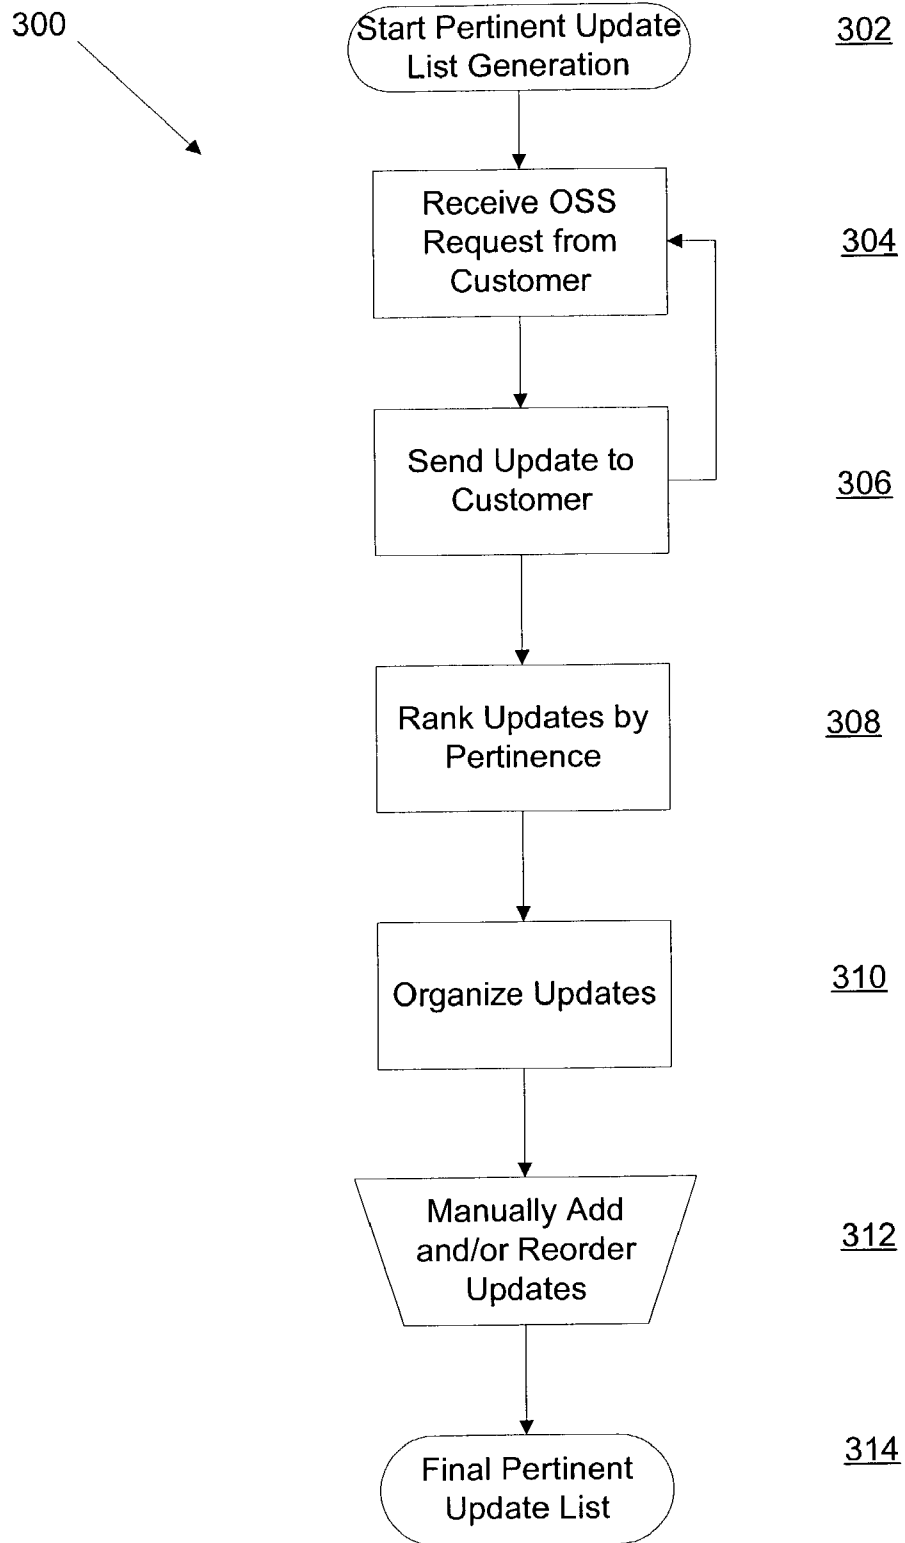 300
Start Pertinent Update
List Generation
302
Receive OSS
Request from
Customer
304
Send Update to
Customer
306
Rank Updates by
Pertinence
308
Organize Updates
310
Manually Add
and/or Reorder
Updates
312
Final Pertinent
Update List
314